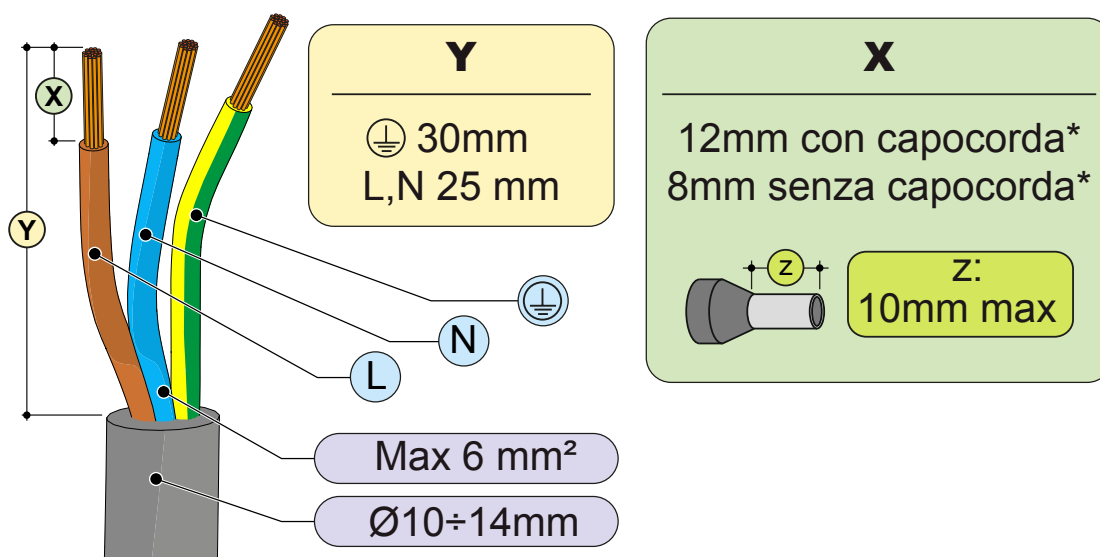 X
Y
Y
⏚ 30mm
L,N 25 mm
X
12mm con capocorda*
8mm senza capocorda*
z
z:
10mm max
⏚
N
L
Max 6 mm²
Ø10÷14mm